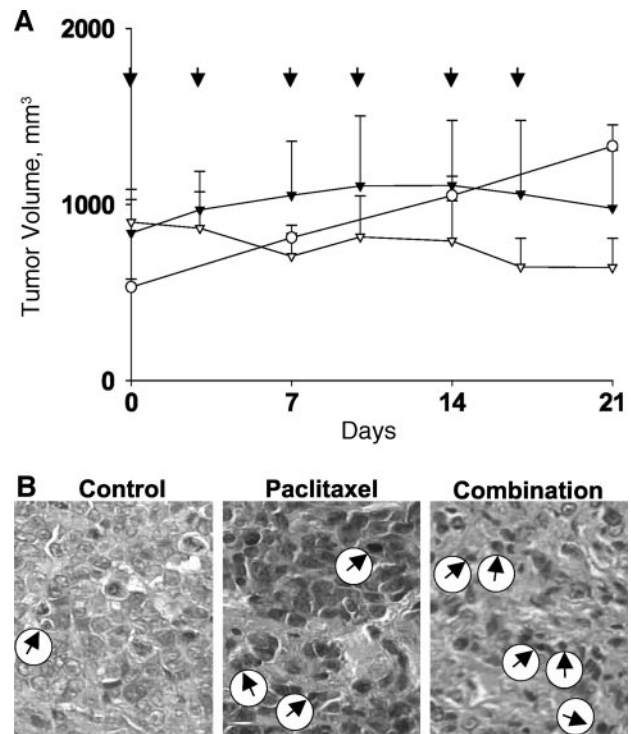 A
2000
1000
0
Tumor Volume, mm³
0 7 14 21
Days
B Control Paclitaxel Combination